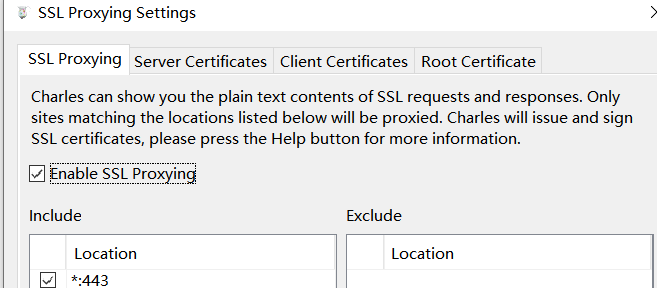 SSL Proxying Settings
SSL Proxying Server Certificates Client Certificates Root Certificate
Charles can show you the plain text contents of SSL requests and responses. Only
sites matching the locations listed below will be proxied. Charles will issue and sign
SSL certificates, please press the Help button for more information.
Enable SSL Proxying
Include Exclude
Location Location
*:443